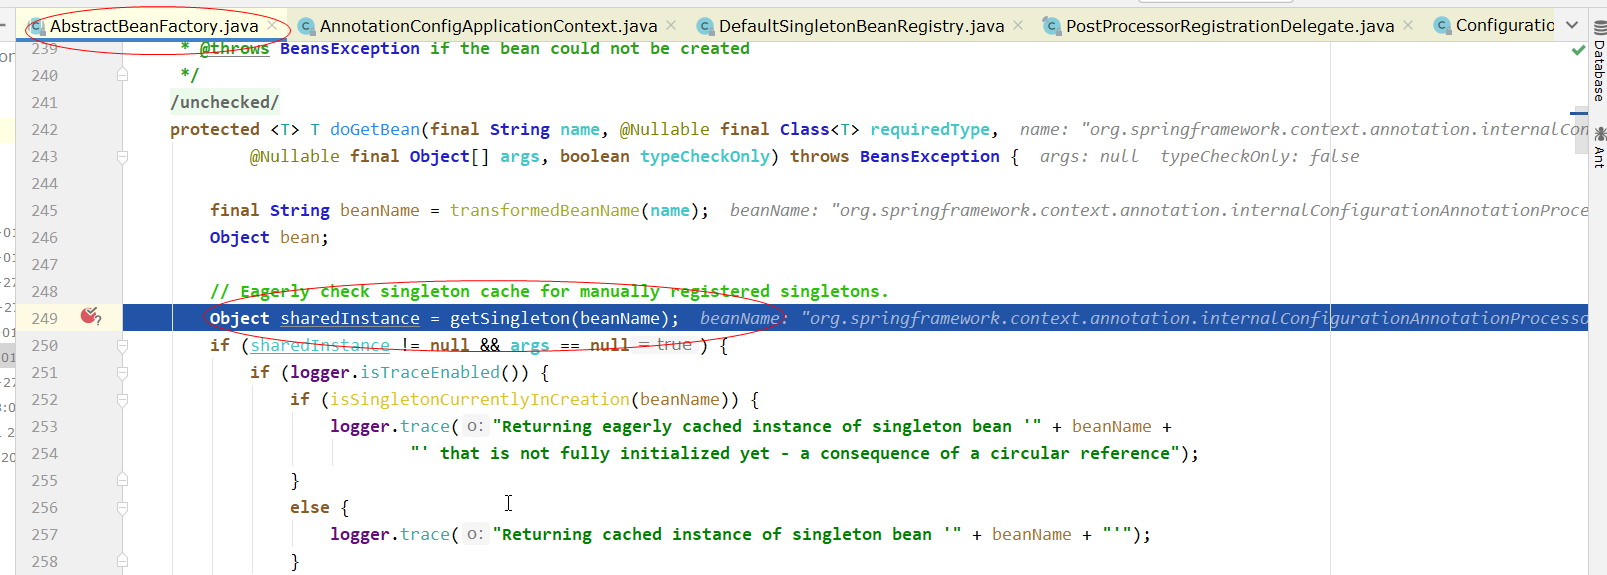 AbstractBeanFactory.java AnnotationConfigApplicationContext.java DefaultSingletonBeanRegistry.java PostProcessorRegistrationDelegate.java Configuratio
239 * @throws BeansException if the bean could not be created
240 */
241 /unchecked/
242 protected <T> T doGetBean(final String name, @Nullable final Class<T> requiredType, name: "org.springframework.context.annotation.internalCon
243 @Nullable final Object[] args, boolean typeCheckOnly) throws BeansException { args: null typeCheckOnly: false
244
245 final String beanName = transformedBeanName(name); beanName: "org.springframework.context.annotation.internalConfigurationAnnotationProce
246 Object bean;
247
248 // Eagerly check singleton cache for manually registered singletons.
249 Object sharedInstance = getSingleton(beanName); beanName: "org.springframework.context.annotation.internalConfigurationAnnotationProcesso
250 if (sharedInstance != null && args == null = true ) {
251 if (logger.isTraceEnabled()) {
252 if (isSingletonCurrentlyInCreation(beanName)) {
253 logger.trace( o: "Returning eagerly cached instance of singleton bean '" + beanName +
254 "' that is not fully initialized yet - a consequence of a circular reference");
255 }
256 else {
257 logger.trace( o: "Returning cached instance of singleton bean '" + beanName + "'");
258 }
Database
Ant